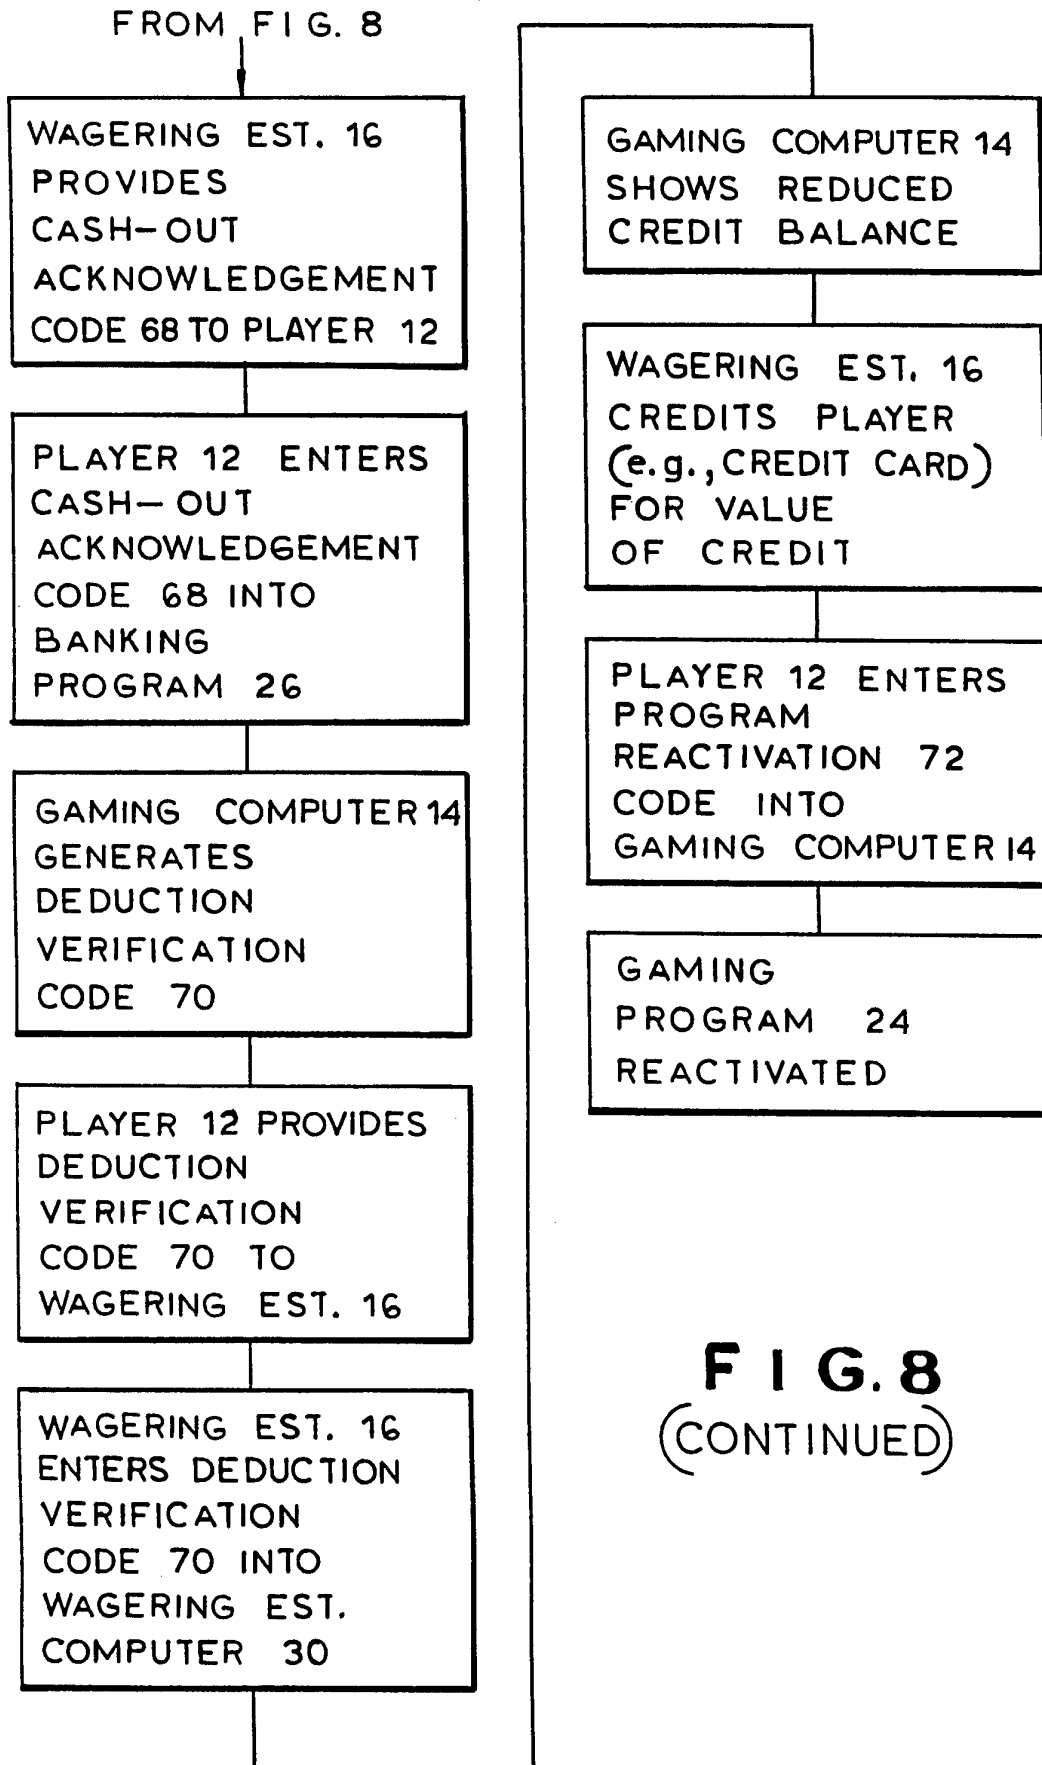 FROM FIG. 8
WAGERING EST. 16
PROVIDES
CASH-OUT
ACKNOWLEDGEMENT
CODE 68 TO PLAYER 12
PLAYER 12 ENTERS
CASH-OUT
ACKNOWLEDGEMENT
CODE 68 INTO
BANKING
PROGRAM 26
GAMING COMPUTER 14
GENERATES
DEDUCTION
VERIFICATION
CODE 70
PLAYER 12 PROVIDES
DEDUCTION
VERIFICATION
CODE 70 TO
WAGERING EST. 16
WAGERING EST. 16
ENTERS DEDUCTION
VERIFICATION
CODE 70 INTO
WAGERING EST.
COMPUTER 30
GAMING COMPUTER 14
SHOWS REDUCED
CREDIT BALANCE
WAGERING EST. 16
CREDITS PLAYER
(e.g., CREDIT CARD)
FOR VALUE
OF CREDIT
PLAYER 12 ENTERS
PROGRAM
REACTIVATION 72
CODE INTO
GAMING COMPUTER 14
GAMING
PROGRAM 24
REACTIVATED
FIG. 8
(CONTINUED)